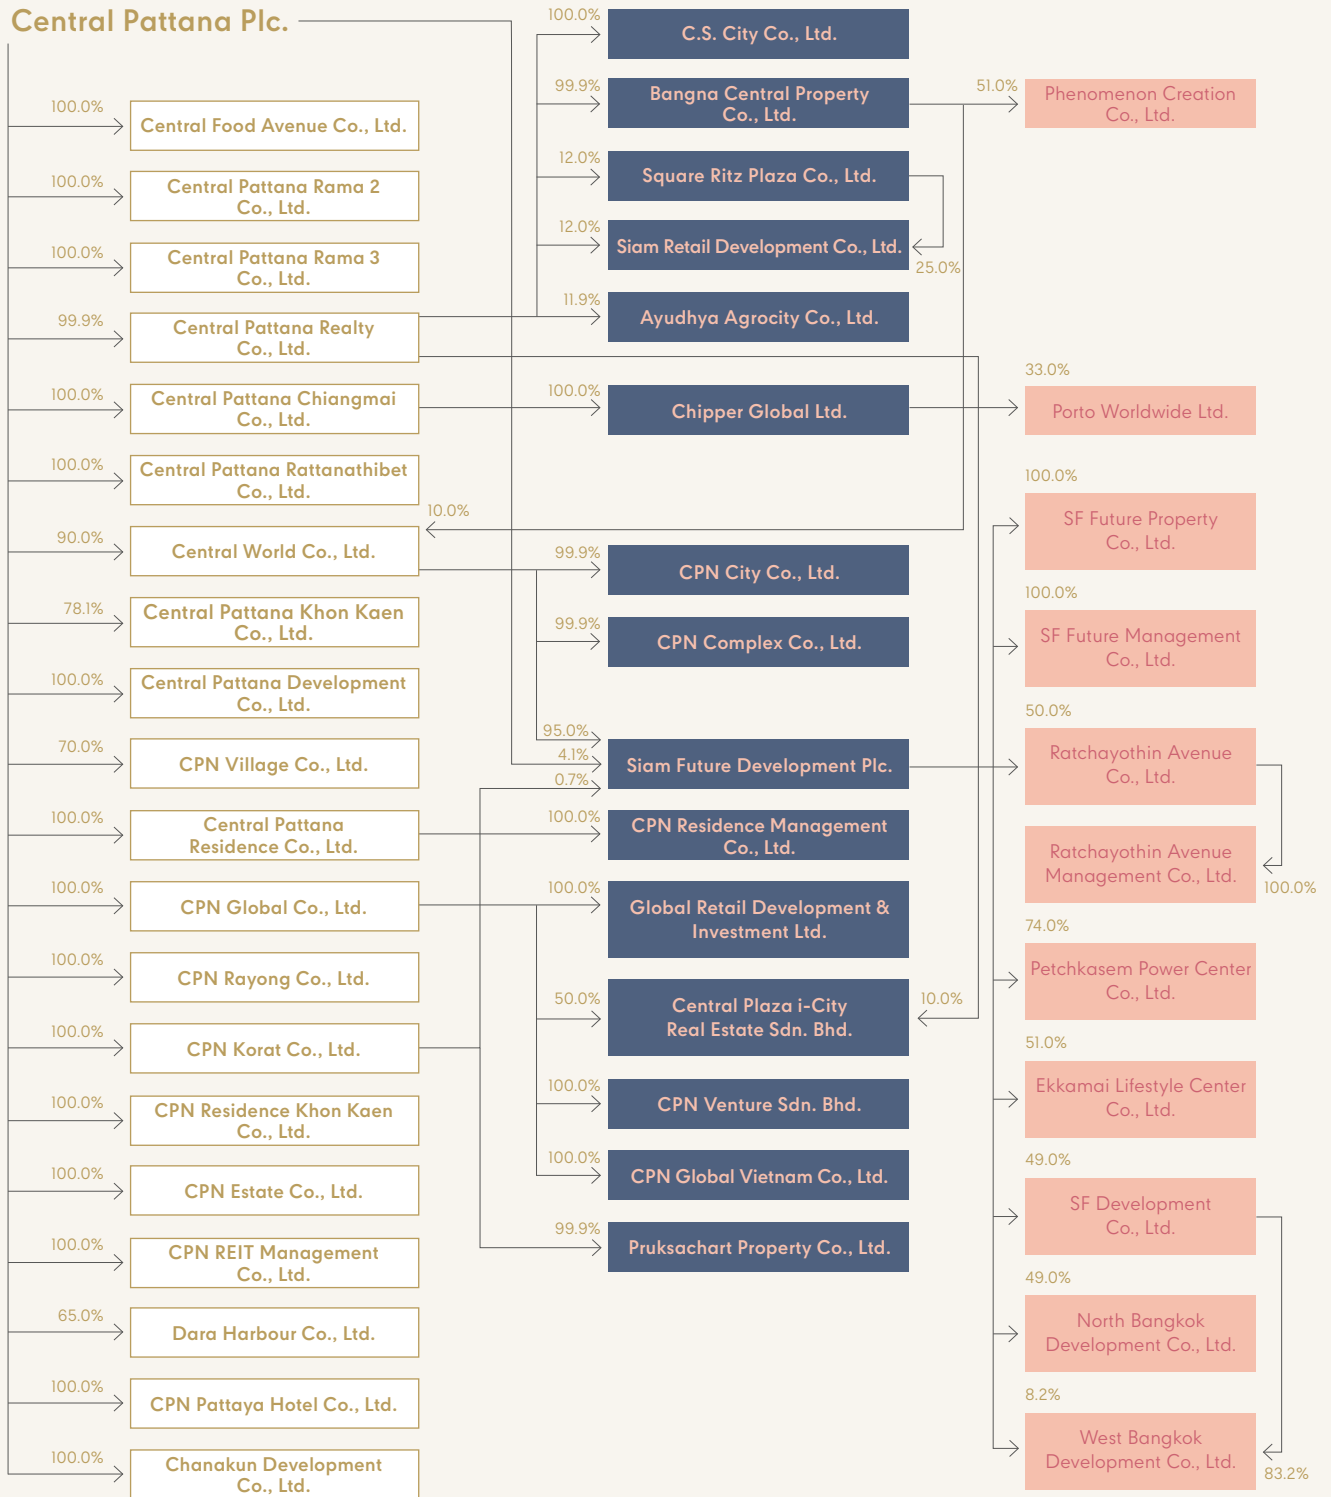 Central Pattana Plc.
100.0%
Central Food Avenue Co., Ltd.
100.0%
Central Pattana Rama 2
Co., Ltd.
100.0%
Central Pattana Rama 3
Co., Ltd.
99.9%
Central Pattana Realty
Co., Ltd.
100.0%
Central Pattana Chiangmai
Co., Ltd.
100.0%
Central Pattana Rattanathibet
Co., Ltd.
90.0%
Central World Co., Ltd.
10.0%
78.1%
Central Pattana Khon Kaen
Co., Ltd.
100.0%
Central Pattana Development
Co., Ltd.
70.0%
CPN Village Co., Ltd.
100.0%
Central Pattana
Residence Co., Ltd.
100.0%
CPN Global Co., Ltd.
100.0%
CPN Rayong Co., Ltd.
100.0%
CPN Korat Co., Ltd.
100.0%
CPN Residence Khon Kaen
Co., Ltd.
100.0%
CPN Estate Co., Ltd.
100.0%
CPN REIT Management
Co., Ltd.
65.0%
Dara Harbour Co., Ltd.
100.0%
CPN Pattaya Hotel Co., Ltd.
100.0%
Chanakun Development
Co., Ltd.
100.0%
C.S. City Co., Ltd.
99.9%
Bangna Central Property
Co., Ltd.
12.0%
Square Ritz Plaza Co., Ltd.
12.0%
Siam Retail Development Co., Ltd.
25.0%
11.9%
Ayudhya Agrocity Co., Ltd.
100.0%
Chipper Global Ltd.
99.9%
CPN City Co., Ltd.
99.9%
CPN Complex Co., Ltd.
95.0%
4.1%
0.7%
Siam Future Development Plc.
100.0%
CPN Residence Management
Co., Ltd.
100.0%
Global Retail Development &
Investment Ltd.
50.0%
Central Plaza i-City
Real Estate Sdn. Bhd.
10.0%
100.0%
CPN Venture Sdn. Bhd.
100.0%
CPN Global Vietnam Co., Ltd.
99.9%
Pruksachart Property Co., Ltd.
51.0%
Phenomenon Creation
Co., Ltd.
33.0%
Porto Worldwide Ltd.
100.0%
SF Future Property
Co., Ltd.
100.0%
SF Future Management
Co., Ltd.
50.0%
Ratchayothin Avenue
Co., Ltd.
Ratchayothin Avenue
Management Co., Ltd.
100.0%
74.0%
Petchkasem Power Center
Co., Ltd.
51.0%
Ekkamai Lifestyle Center
Co., Ltd.
49.0%
SF Development
Co., Ltd.
49.0%
North Bangkok
Development Co., Ltd.
8.2%
West Bangkok
Development Co., Ltd.
83.2%